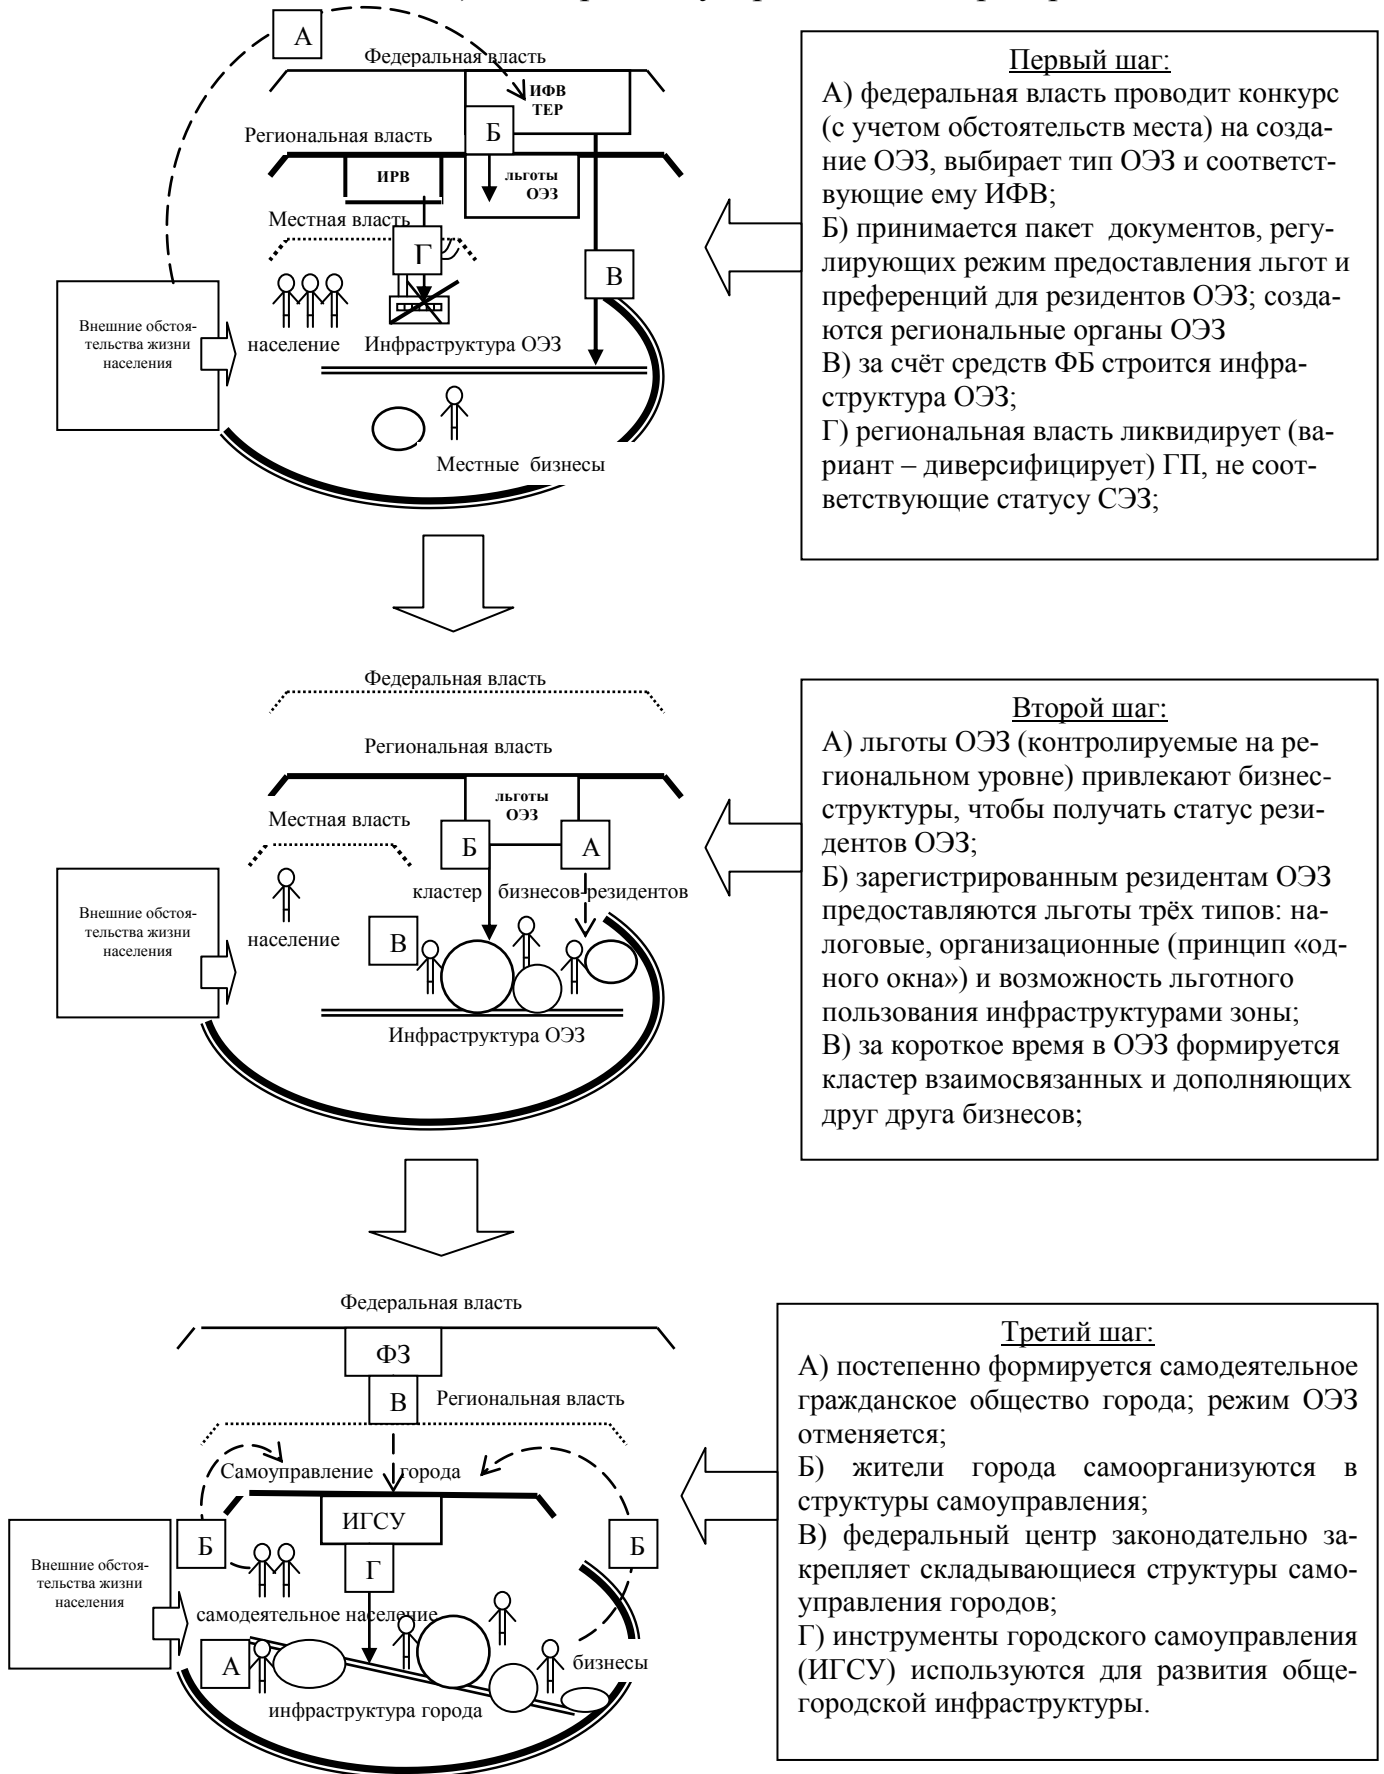 А
Федеральная власть
ИФВ
ТЕР
Региональная власть
Б
ИРВ
льготы
ОЭЗ
Местная власть
Г
В
Внешние обстоя-
тельства жизни
населения
население
Инфраструктура ОЭЗ
Местные бизнесы
Первый шаг:
А) федеральная власть проводит конкурс
(с учетом обстоятельств места) на созда-
ние ОЭЗ, выбирает тип ОЭЗ и соответст-
вующие ему ИФВ;
Б) принимается пакет документов, регу-
лирующих режим предоставления льгот и
преференций для резидентов ОЭЗ; созда-
ются региональные органы ОЭЗ
В) за счёт средств ФБ строится инфра-
структура ОЭЗ;
Г) региональная власть ликвидирует (ва-
риант – диверсифицирует) ГП, не соот-
ветствующие статусу СЭЗ;
Федеральная власть
Региональная власть
льготы
ОЭЗ
Местная власть
Б
А
кластер бизнесов-резидентов
Внешние обстоя-
тельства жизни
населения
население
В
Инфраструктура ОЭЗ
Второй шаг:
А) льготы ОЭЗ (контролируемые на ре-
гиональном уровне) привлекают бизнес-
структуры, чтобы получать статус рези-
дентов ОЭЗ;
Б) зарегистрированным резидентам ОЭЗ
предоставляются льготы трёх типов: на-
логовые, организационные (принцип «од-
ного окна») и возможность льготного
пользования инфраструктурами зоны;
В) за короткое время в ОЭЗ формируется
кластер взаимосвязанных и дополняющих
друг друга бизнесов;
Федеральная власть
ФЗ
В
Региональная власть
Самоуправление города
ИГСУ
Б
Б
Г
Внешние обстоя-
тельства жизни
населения
самодеятельное население
А
бизнесы
инфраструктура города
Третий шаг:
А) постепенно формируется самодеятельное
гражданское общество города; режим ОЭЗ
отменяется;
Б) жители города самоорганизуются в
структуры самоуправления;
В) федеральный центр законодательно за-
крепляет складывающиеся структуры само-
управления городов;
Г) инструменты городского самоуправления
(ИГСУ) используются для развития обще-
городской инфраструктуры.